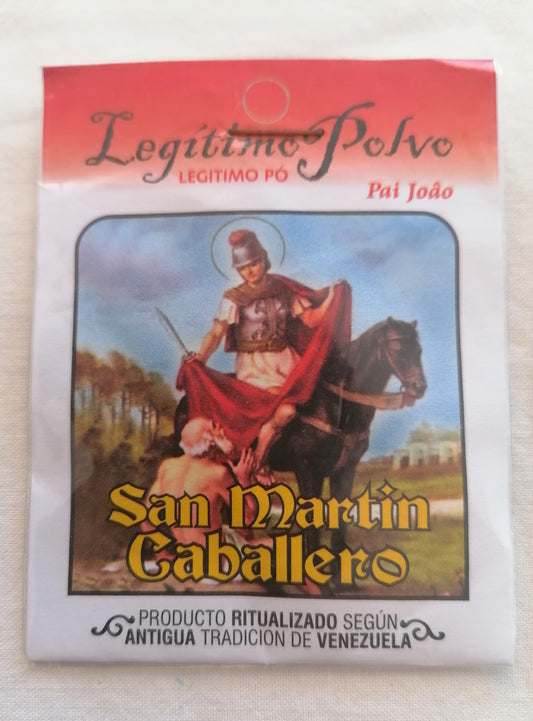 Legítimo Polvo
LEGITIMO PÓ
Pai João
San Martin
Caballero
PRODUCTO RITUALIZADO SEGÚN
ANTIGUA TRADICION DE VENEZUELA